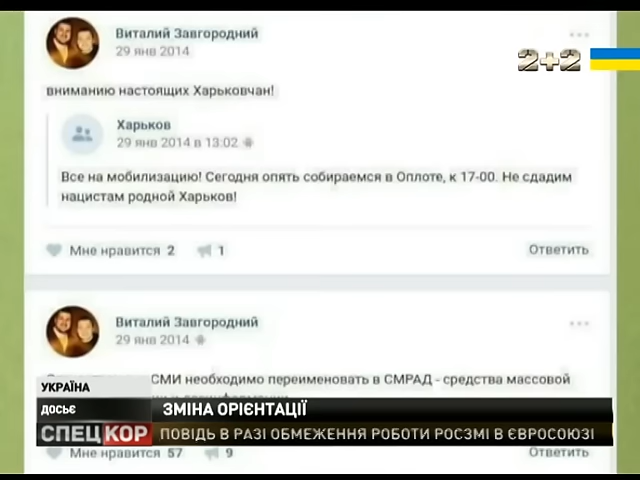 Виталий Завгородний
29 янв 2014
2+2
вниманию настоящих Харьковчан!
Харьков
29 янв 2014 в 13:02
Все на мобилизацию! Сегодня опять собираемся в Оплоте, к 17-00. Не сдадим
нацистам родной Харьков!
Мне нравится 2
1
Ответить
Виталий Завгородний
29 янв 2014
СМИ необходимо переименовать в СМРАД - средства массовой
УКРАЇНА
ДОСЬЄ
ЗМІНА ОРІЄНТАЦІЇ
СПЕЦКОР
ПОВІДЬ В РАЗІ ОБМЕЖЕННЯ РОБОТИ РОСЗМІ В ЄВРОСОЮЗІ
Мне нравится 57
9
Ответить